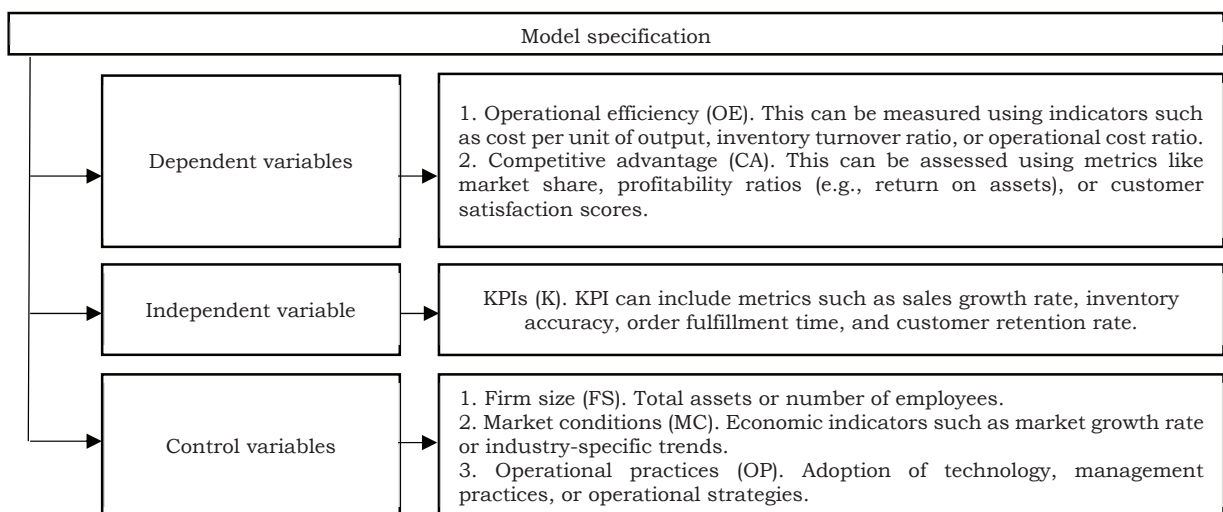 Model specification
Dependent variables
1. Operational efficiency (OE). This can be measured using indicators such
as cost per unit of output, inventory turnover ratio, or operational cost ratio.
2. Competitive advantage (CA). This can be assessed using metrics like
market share, profitability ratios (e.g., return on assets), or customer
satisfaction scores.
Independent variable
KPIs (K). KPI can include metrics such as sales growth rate, inventory
accuracy, order fulfillment time, and customer retention rate.
Control variables
1. Firm size (FS). Total assets or number of employees.
2. Market conditions (MC). Economic indicators such as market growth rate
or industry-specific trends.
3. Operational practices (OP). Adoption of technology, management
practices, or operational strategies.